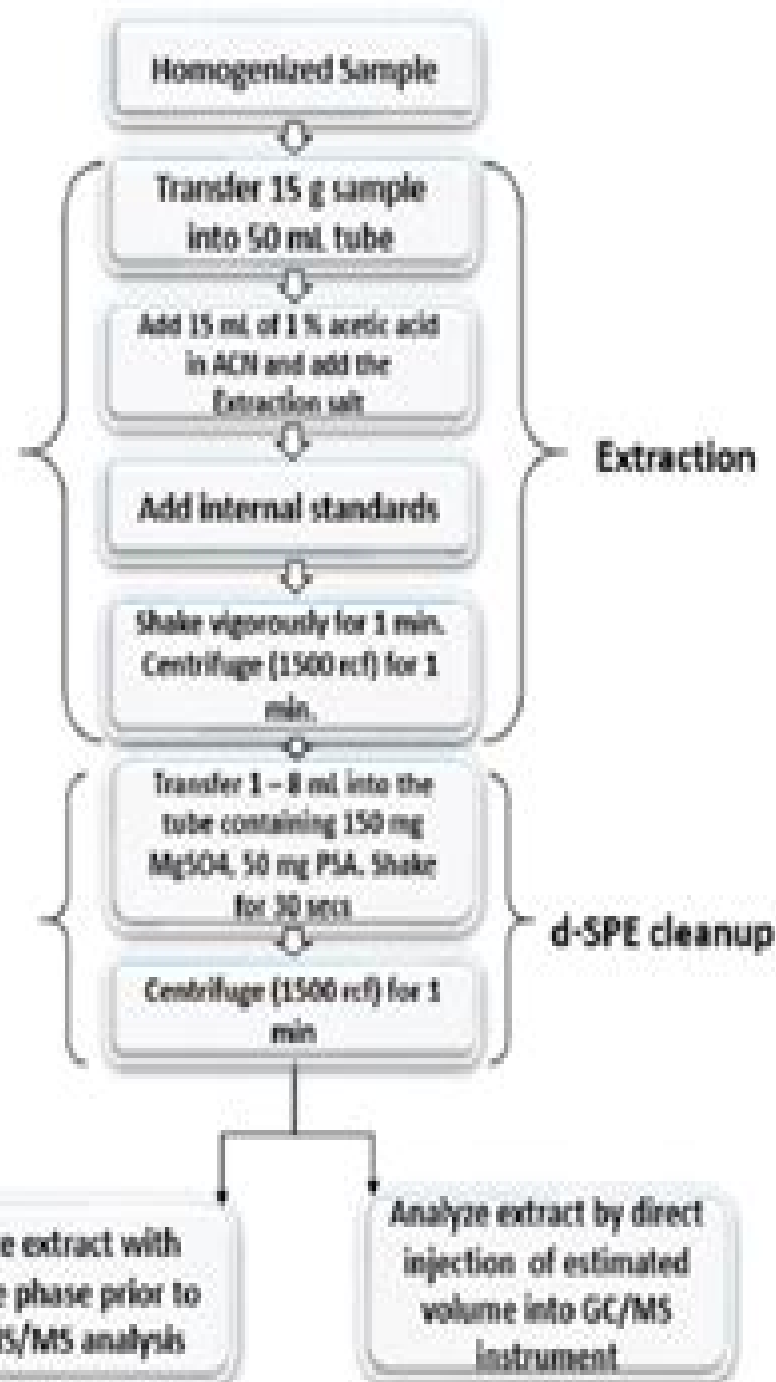 Homogenized Sample
Transfer 15 g sample
into 50 mL tube
Add 15 mL of 1 % acetic acid
in ACN and add the
Extraction salt
Add internal standards
Shake vigorously for 1 min.
Centrifuge (1500 rcf) for 1
min.
Extraction
Transfer 1 – 8 mL into the
tube containing 150 mg
MgSO4, 50 mg PSA. Shake
for 30 secs
Centrifuge (1500 rcf) for 1
min
d-SPE cleanup
extract with
phase prior to
/MS analysis
Analyze extract by direct
injection of estimated
volume into GC/MS
instrument